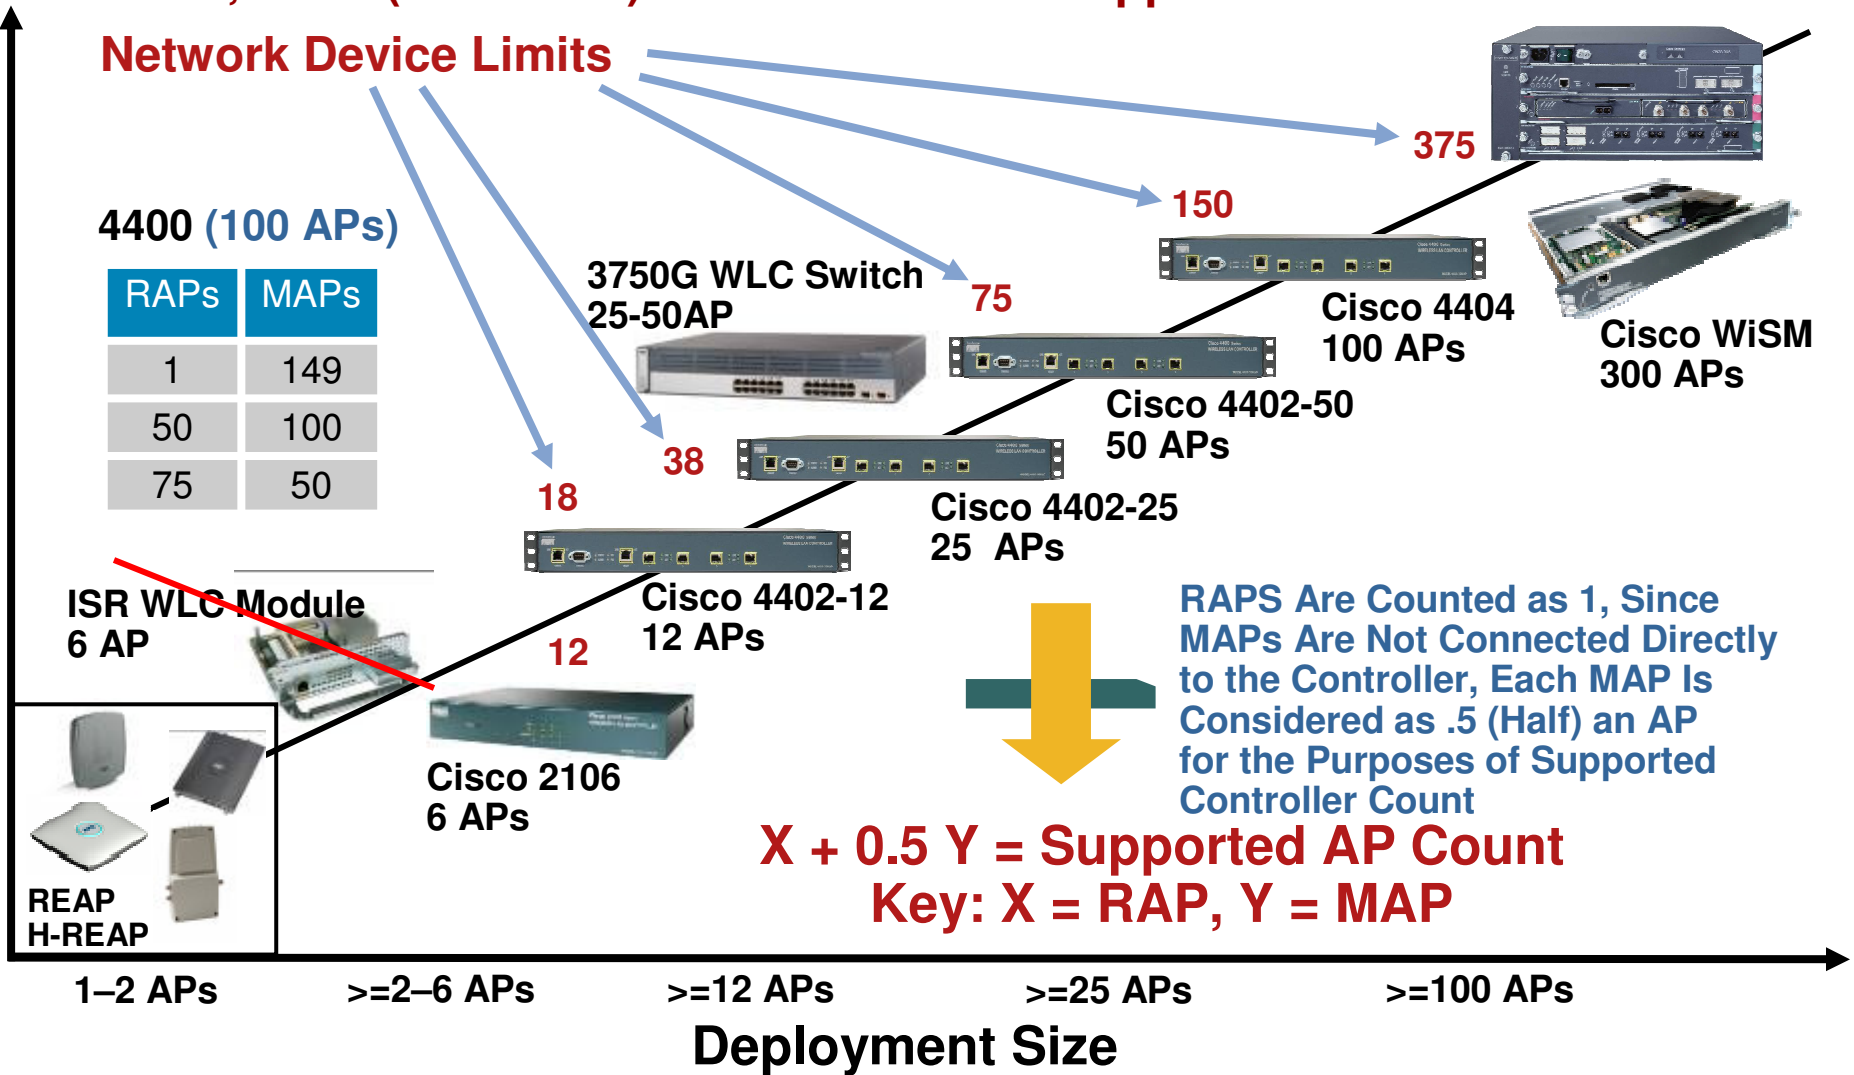 Network Device Limits
375
150
4400 (100 APs)
RAPs MAPs
1 149
50 100
75 50
3750G WLC Switch
25-50AP
75
Cisco 4404
100 APs
Cisco WiSM
300 APs
Cisco 4402-50
50 APs
38
18
Cisco 4402-25
25 APs
ISR WLC Module
6 AP
Cisco 4402-12
12 APs
12
RAPS Are Counted as 1, Since
MAPs Are Not Connected Directly
to the Controller, Each MAP Is
Considered as .5 (Half) an AP
for the Purposes of Supported
Controller Count
Cisco 2106
6 APs
X + 0.5 Y = Supported AP Count
Key: X = RAP, Y = MAP
REAP
H-REAP
1–2 APs
>=2–6 APs
>=12 APs
>=25 APs
>=100 APs
Deployment Size